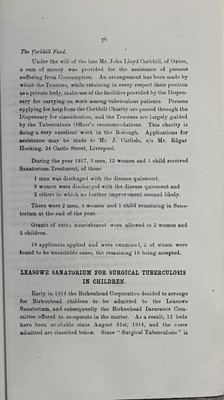 76
The Corkhill Fund.
Under the will of the late Mr. John Lloyd Corkhill, of Oxton,
a sum of money was provided for the assistance of persons
suffering from Consumption. An arrangement has been made by
which the Trustees, while retaining in every respect their position
as a private body, make use of the facilities provided by the Dispen-
sary for carrying on work among tuberculous patients. Persons
applying for help from the Corkhill Charity are passed through the
Dispensary for classification, and the Trustees are largely guided
by the Tuberculosis Officer's recommendations. This charity is
doing a very excellent work in the Borough. Applications for
assistance may be made to Mr. J. Carlisle, c/o Mr. Edgar
Hosking, 24 Castle Street, Liverpool.
During the year 1917, 3 men, 13 women and 1 child received
Sanatorium Treatment, of these
1 man was discharged with the disease quiescent,
9 women were discharged with the disease quiescent and
2 others in which no further improvement seemed likely.
There were 2 men, 4 women and 1 child remaining in Sana-
torium at the end of the year.
Grants of extra nourishment were allowed to 2 women and
2 children.
18 applicants applied and were examined, 2 of whom were
found to be unsuitable cases, the remaining 16 being accepted.
LEASOWE SANATORIUM FOR SURGICAL TUBERCULOSIS
IN CHILDREN.
Early in 1914 the Birkenhead Corporation decided to arrange
for Birkenhead children to be admitted to the Leasowe
Sanatorium, and subsequently the Birkenhead Insurance Com-
mittee offered to co-operate in the matter. As a result, 12 beds
have been available since August 31st, 1914, and the cases
admitted are classified below. Since "Surgical Tuberculosis" is